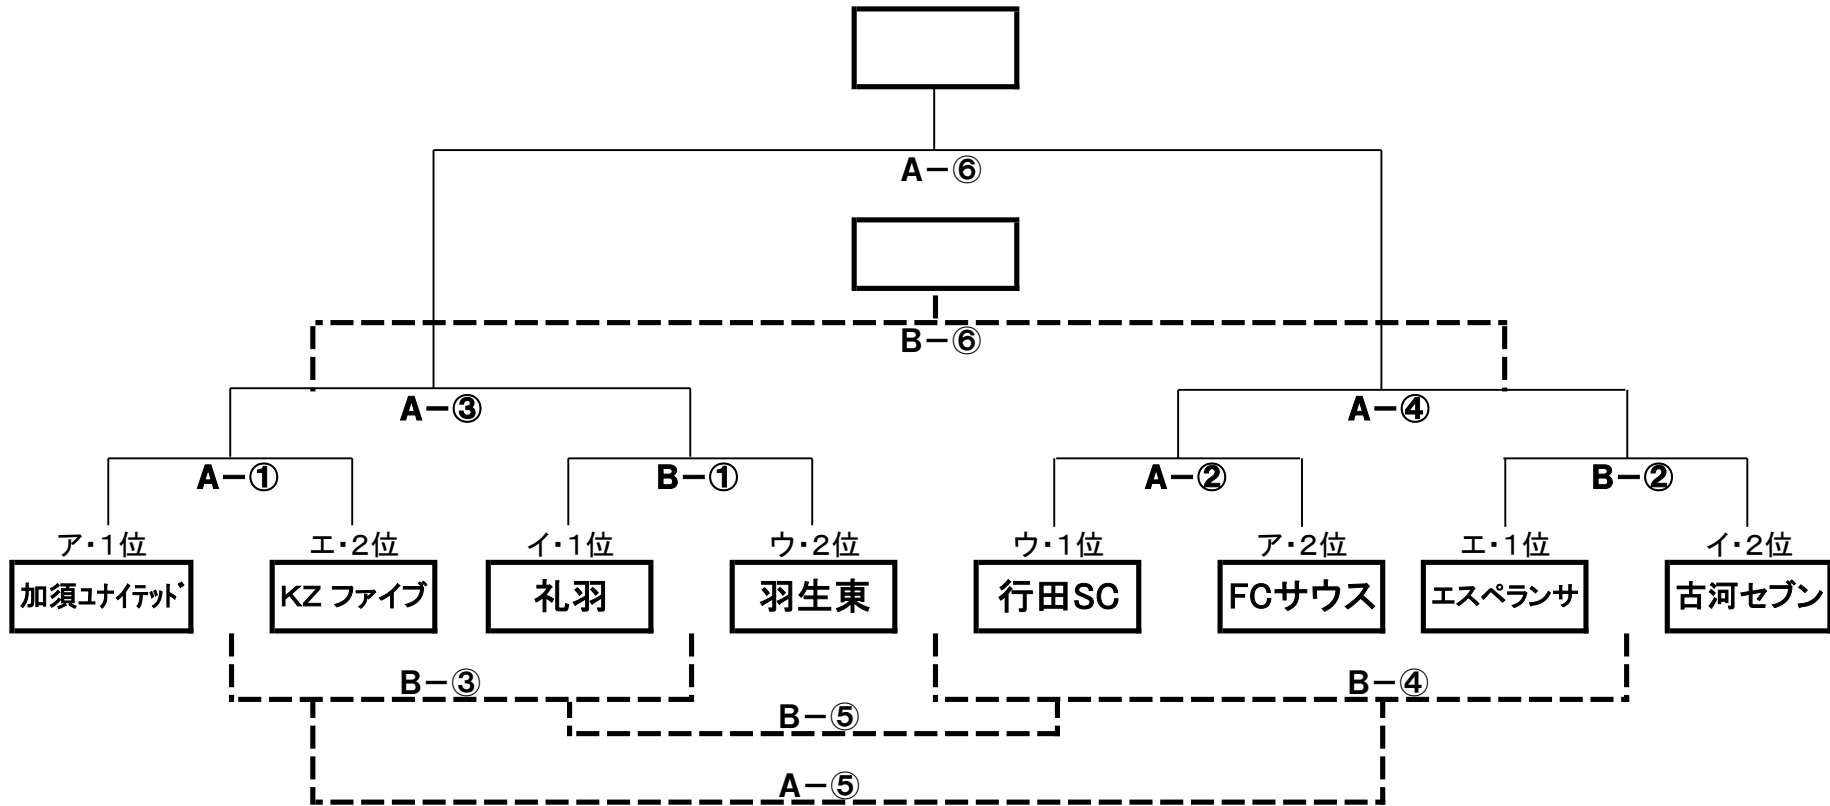 A－⑥
B－⑥
A－③
A－④
A－①
B－①
A－②
B－②
ア・１位
エ・２位
イ・１位
ウ・２位
ウ・１位
ア・２位
エ・１位
イ・２位
加須ユナイテッド
KZ ファイブ
礼羽
羽生東
行田SC
FCサウス
エスペランサ
古河セブン
B－③
B－④
B－⑤
A－⑤